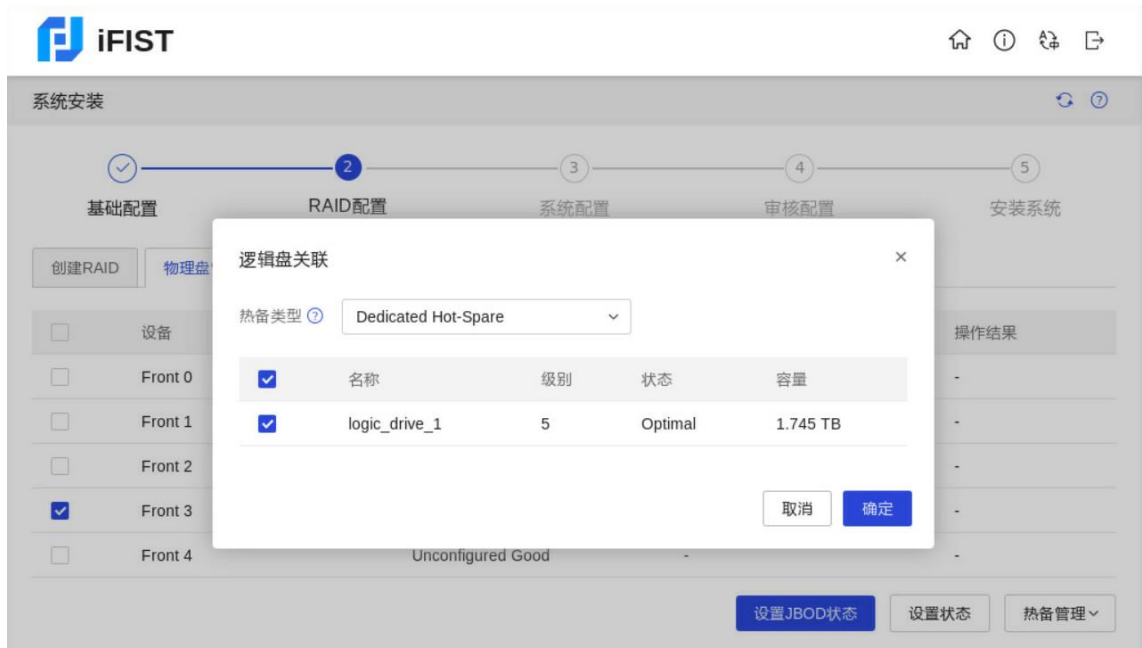 iFIST
系统安装
2 3 4 5
基础配置 RAID配置 系统配置 审核配置 安装系统
创建RAID 物理盘
逻辑盘关联 ×
热备类型 ? Dedicated Hot-Spare
设备 操作结果
名称 级别 状态 容量
Front 0 -
logic_drive_1 5 Optimal 1.745 TB
Front 1 -
Front 2 -
取消 确定
Front 3 -
Front 4 Unconfigured Good - -
设置JBOD状态 设置状态 热备管理